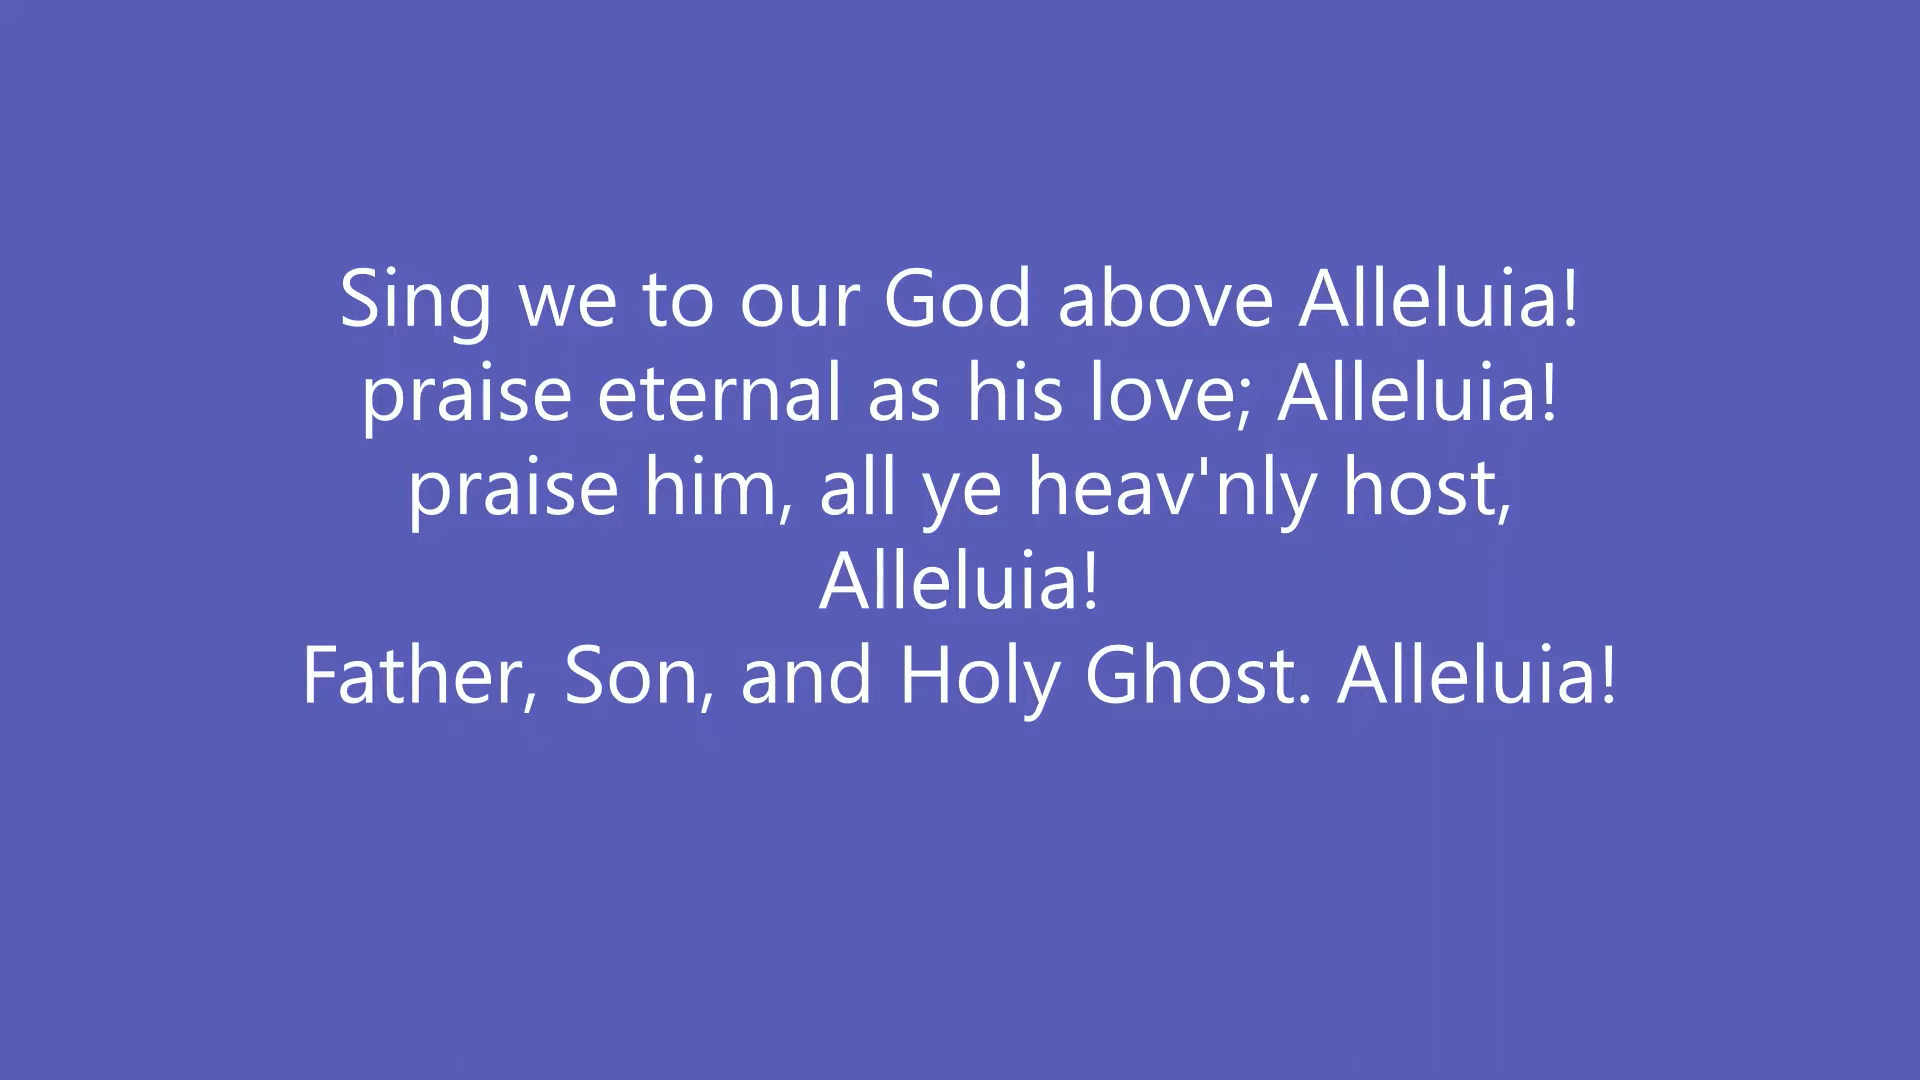 Sing we to our God above Alleluia!
praise eternal as his love; Alleluia!
praise him, all ye heav'nly host,
Alleluia!
Father, Son, and Holy Ghost. Alleluia!